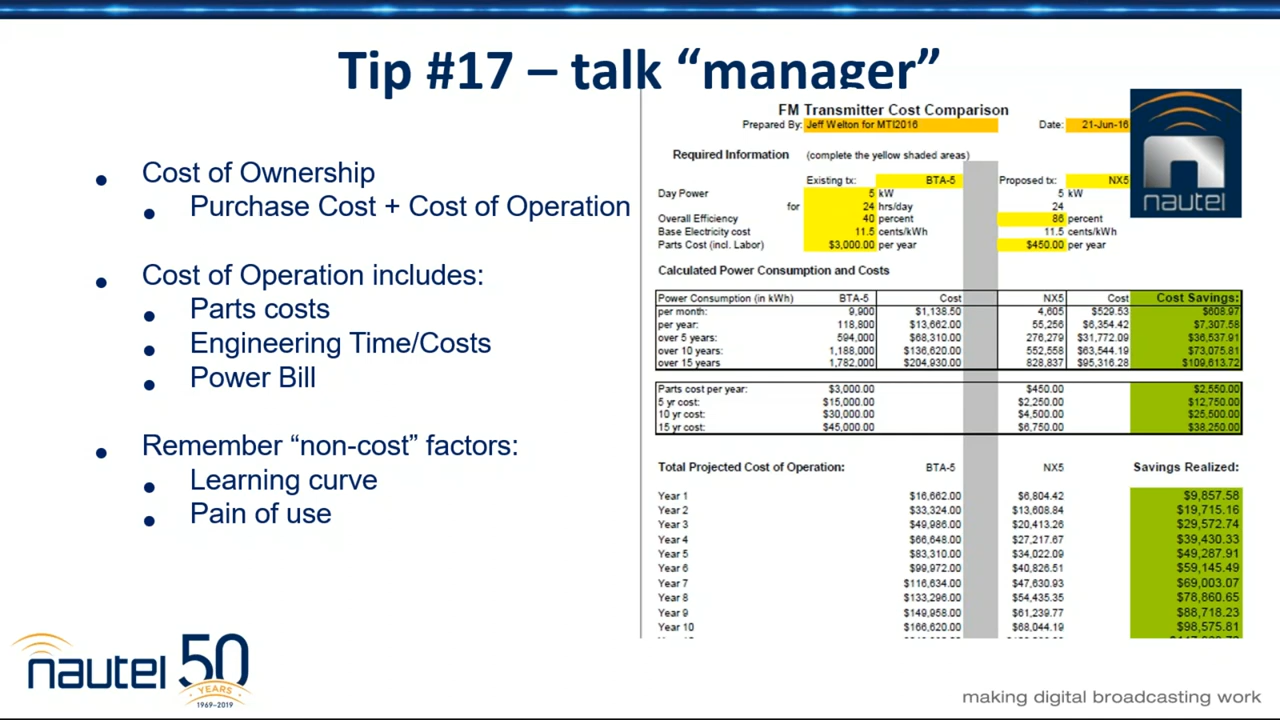 Tip #17 – talk “manager”
Cost of Ownership
Purchase Cost + Cost of Operation
Cost of Operation includes:
Parts costs
Engineering Time/Costs
Power Bill
Remember “non-cost” factors:
Learning curve
Pain of use
FM Transmitter Cost Comparison
Prepared By: Jeff Welton for MTI2016 Date: 21-Jun-16
Required Information (complete the yellow shaded areas)
Existing tx: BTA-5 Proposed tx: NX5
Day Power 5 kW 5 kW
for 24 hrs/day 24
Overall Efficiency 40 percent 86 percent
Base Electricity cost 11.5 cents/kWh 11.5 cents/kWh
Parts Cost (incl. Labor) $3,000.00 per year $450.00 per year
Calculated Power Consumption and Costs
Power Consumption (in kWh) BTA-5 Cost NX5 Cost Cost Savings:
per month: 9,900 $1,138.50 4,605 $529.53 $608.97
per year: 118,800 $13,662.00 55,256 $6,354.42 $7,307.58
over 5 years: 594,000 $68,310.00 276,279 $31,772.09 $36,537.91
over 10 years: 1,188,000 $136,620.00 552,558 $63,544.19 $73,075.81
over 15 years 1,782,000 $204,930.00 828,837 $95,316.28 $109,613.72
Parts cost per year: $3,000.00 $450.00 $2,550.00
5 yr cost: $15,000.00 $2,250.00 $12,750.00
10 yr cost: $30,000.00 $4,500.00 $25,500.00
15 yr cost: $45,000.00 $6,750.00 $38,250.00
Total Projected Cost of Operation: BTA-5 NX5 Savings Realized:
Year 1 $16,662.00 $6,804.42 $9,857.58
Year 2 $33,324.00 $13,608.84 $19,715.16
Year 3 $49,986.00 $20,413.26 $29,572.74
Year 4 $66,648.00 $27,217.67 $39,430.33
Year 5 $83,310.00 $34,022.09 $49,287.91
Year 6 $99,972.00 $40,826.51 $59,145.49
Year 7 $116,634.00 $47,630.93 $69,003.07
Year 8 $133,296.00 $54,435.35 $78,860.65
Year 9 $149,958.00 $61,239.77 $88,718.23
Year 10 $166,620.00 $68,044.19 $98,575.81
nautel
nautel 50
YEARS
1969–2019
making digital broadcasting work